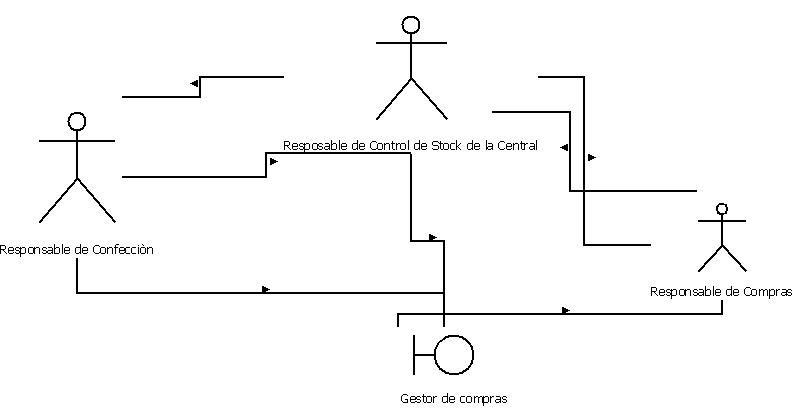 Resposable de Control de Stock de la Central
Responsable de Confecciòn
Responsable de Compras
Gestor de compras